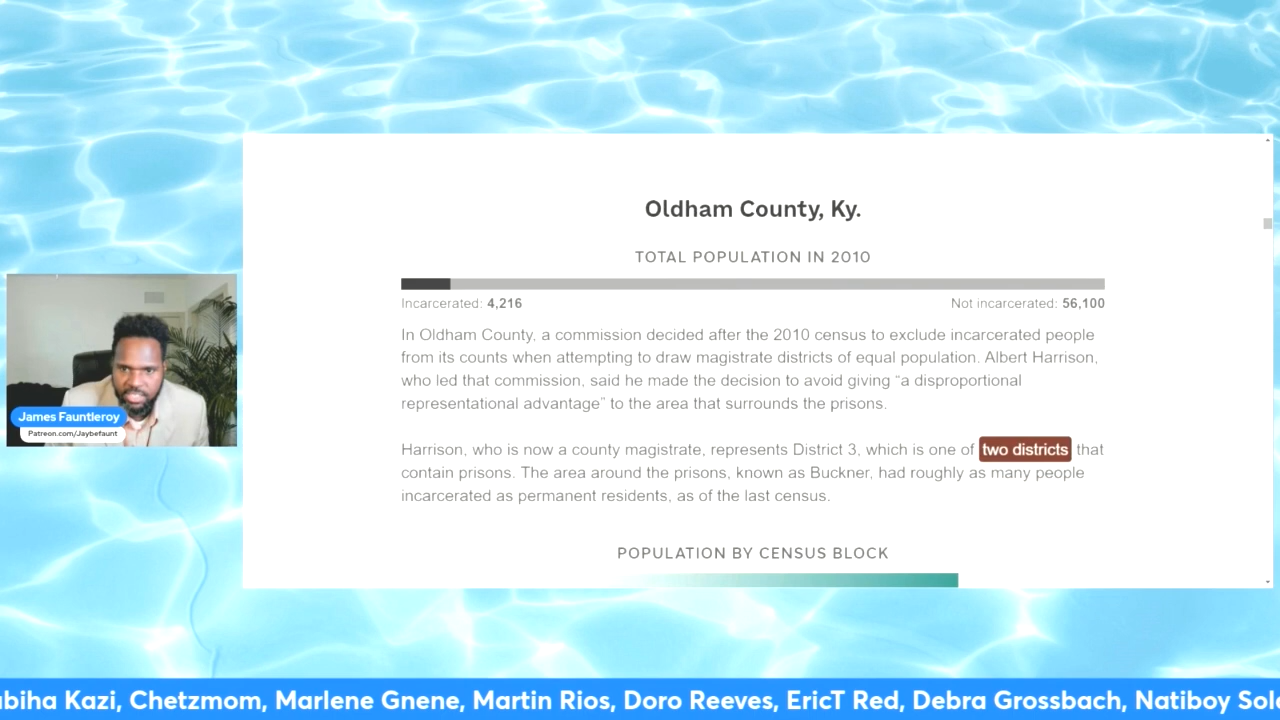 Oldham County, Ky.
TOTAL POPULATION IN 2010
Incarcerated: 4,216
Not incarcerated: 56,100
In Oldham County, a commission decided after the 2010 census to exclude incarcerated people
from its counts when attempting to draw magistrate districts of equal population. Albert Harrison,
who led that commission, said he made the decision to avoid giving “a disproportional
representational advantage” to the area that surrounds the prisons.
Harrison, who is now a county magistrate, represents District 3, which is one of two districts that
contain prisons. The area around the prisons, known as Buckner, had roughly as many people
incarcerated as permanent residents, as of the last census.
POPULATION BY CENSUS BLOCK
James Fauntleroy
Patreon.com/Jaybefaunt
Kazi, Chetzmom, Marlene Gnene, Martin Rios, Doro Reeves, EricT Red, Debra Grossbach, Natiboy